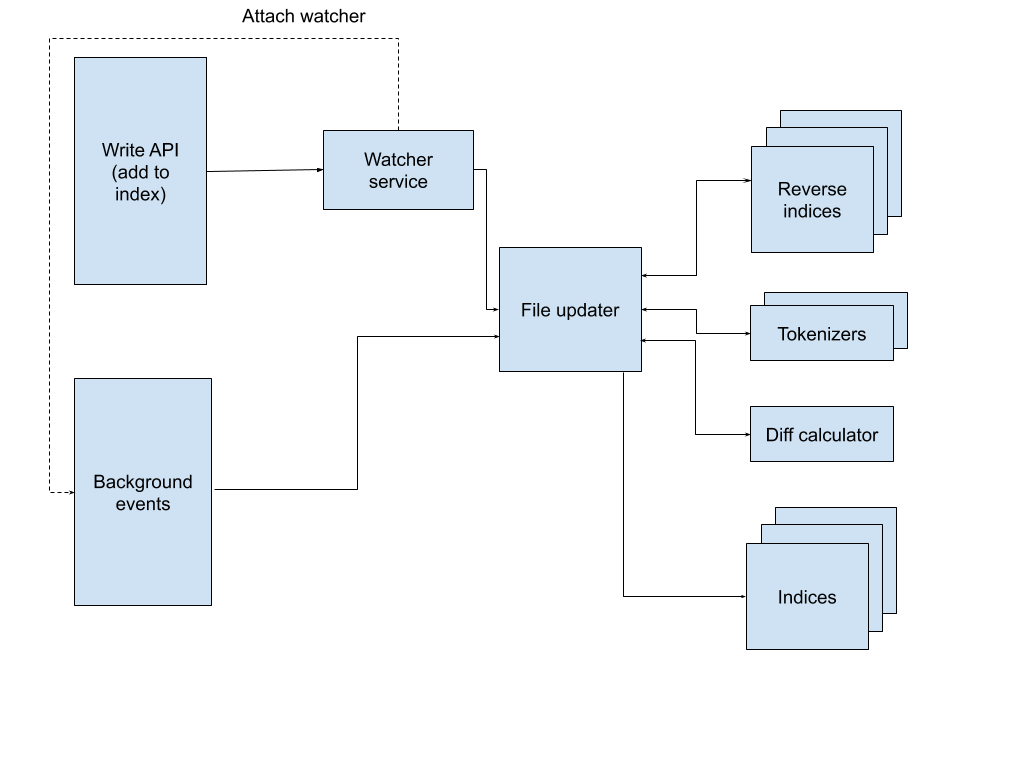 Attach watcher
Write API
(add to
index)
Watcher
service
Reverse
indices
File updater
Tokenizers
Diff calculator
Background
events
Indices